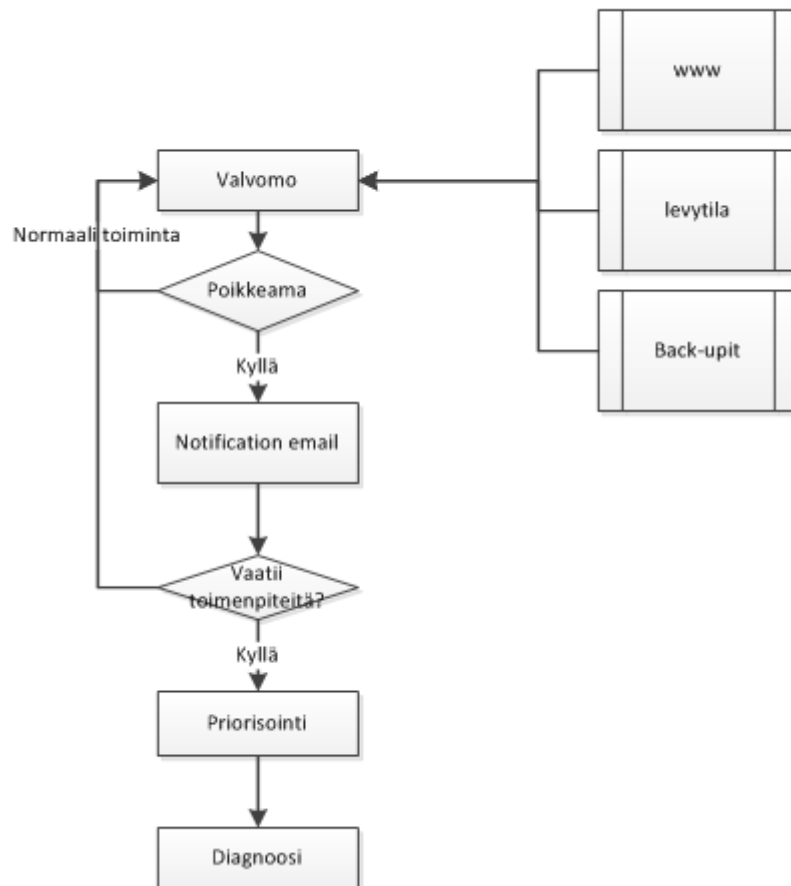 www
Valvomo
levytila
Normaali toiminta
Poikkeama
Back-upit
Kyllä
Notification email
Vaatii
toimenpiteitä?
Kyllä
Priorisointi
Diagnoosi